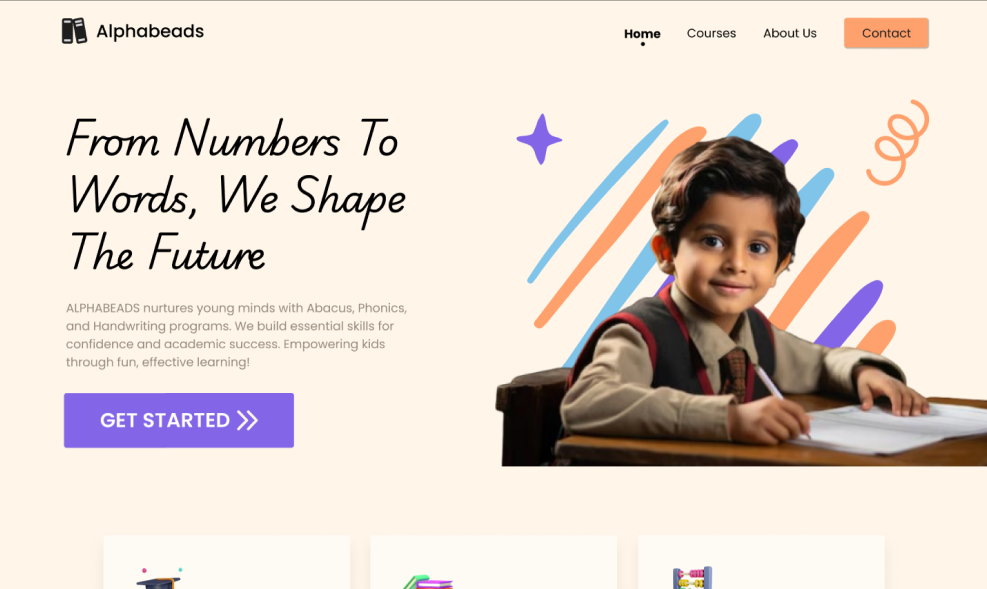 Alphabeads
Home
Courses
About Us
Contact
From Numbers To
Words, We Shape
The Future
ALPHABEADS nurtures young minds with Abacus, Phonics,
and Handwriting programs. We build essential skills for
confidence and academic success. Empowering kids
through fun, effective learning!
GET STARTED